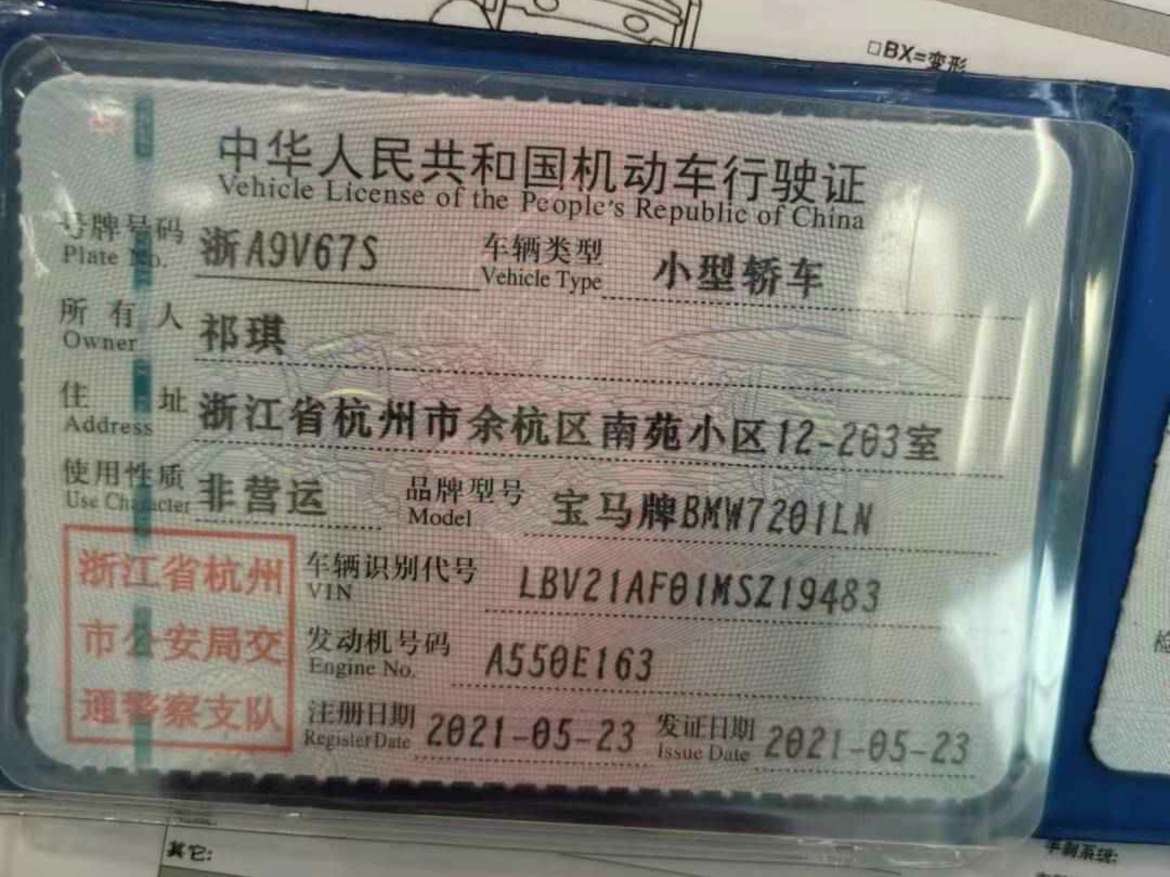 □BX=变形
中华人民共和国机动车行驶证
Vehicle License of the People's Republic of China
号牌号码 浙A9V67S 车辆类型 小型轿车
Plate No. Vehicle Type
所有人 祁琪
Owner
住址 浙江省杭州市余杭区南苑小区12-203室
Address
使用性质 非营运 品牌型号 宝马牌BMW7201LN
Use Character Model
浙江省杭州
市公安局交
通警察支队
车辆识别代号 LBV21AF01MSZ19483
VIN
发动机号码 A550E163
Engine No.
注册日期 2021-05-23 发证日期 2021-05-23
Register Date Issue Date
其它: